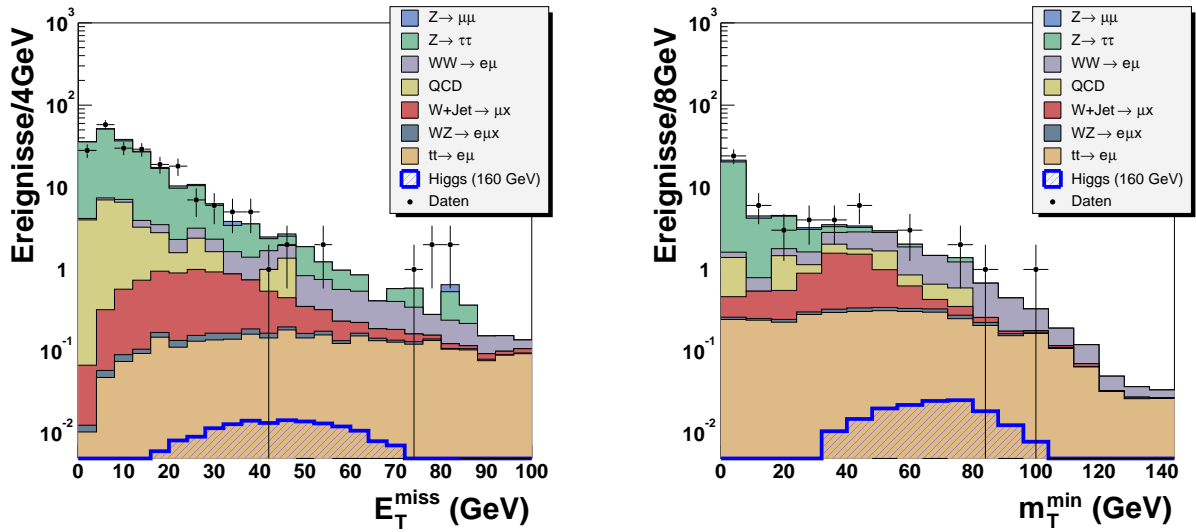 Ereignisse/4GeV
10³
10²
10
1
10⁻¹
10⁻²
0 10 20 30 40 50 60 70 80 90 100
E_T^miss (GeV)
Z→ μμ
Z→ ττ
WW→ eμ
QCD
W+Jet→ μx
WZ→ eμx
tt→ eμ
Higgs (160 GeV)
Daten
Ereignisse/8GeV
10³
10²
10
1
10⁻¹
10⁻²
0 20 40 60 80 100 120 140
m_T^min (GeV)
Z→ μμ
Z→ ττ
WW→ eμ
QCD
W+Jet→ μx
WZ→ eμx
tt→ eμ
Higgs (160 GeV)
Daten